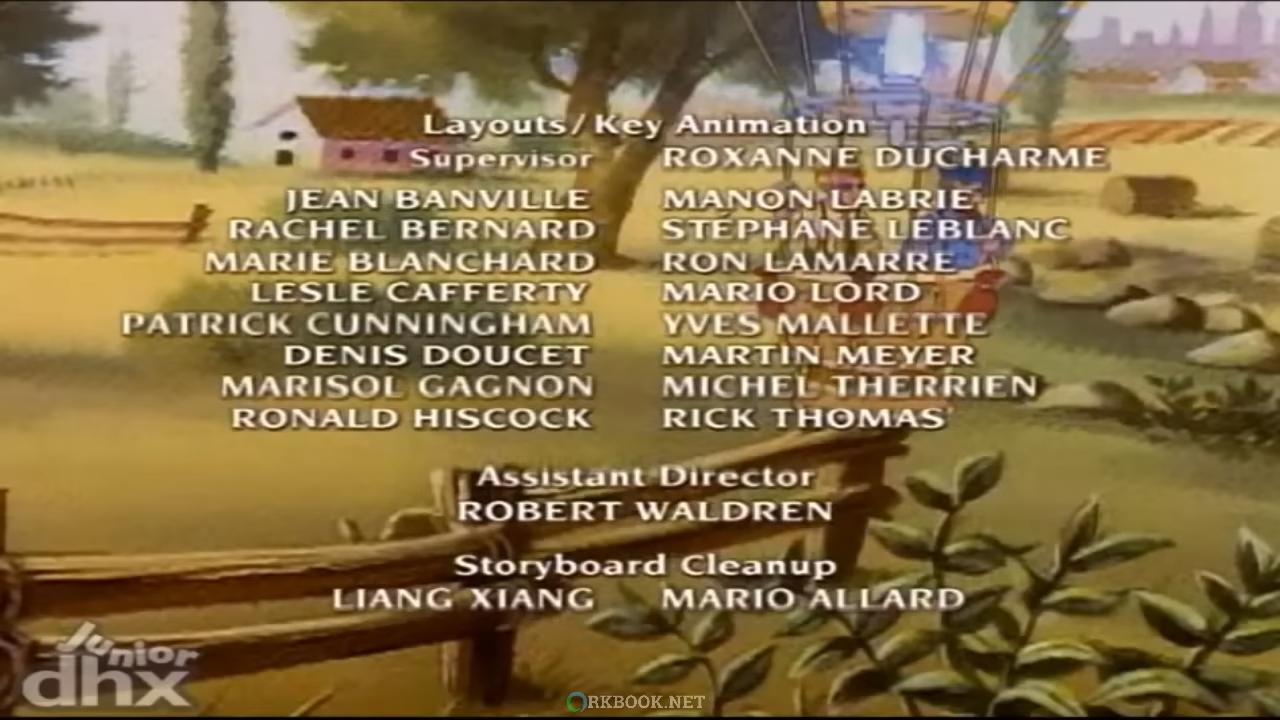 Layouts/Key Animation
Supervisor ROXANNE DUCHARME
JEAN BANVILLE MANON LABRIE
RACHEL BERNARD STÉPHANE LEBLANC
MARIE BLANCHARD RON LAMARRE
LESLE CAFFERTY MARIO LORD
PATRICK CUNNINGHAM YVES MALLETTE
DENIS DOUCET MARTIN MEYER
MARISOL GAGNON MICHEL THERRIEN
RONALD HISCOCK RICK THOMAS
Assistant Director
ROBERT WALDREN
Storyboard Cleanup
LIANG XIANG MARIO ALLARD
Junior
dhx
ORKBOOK.NET